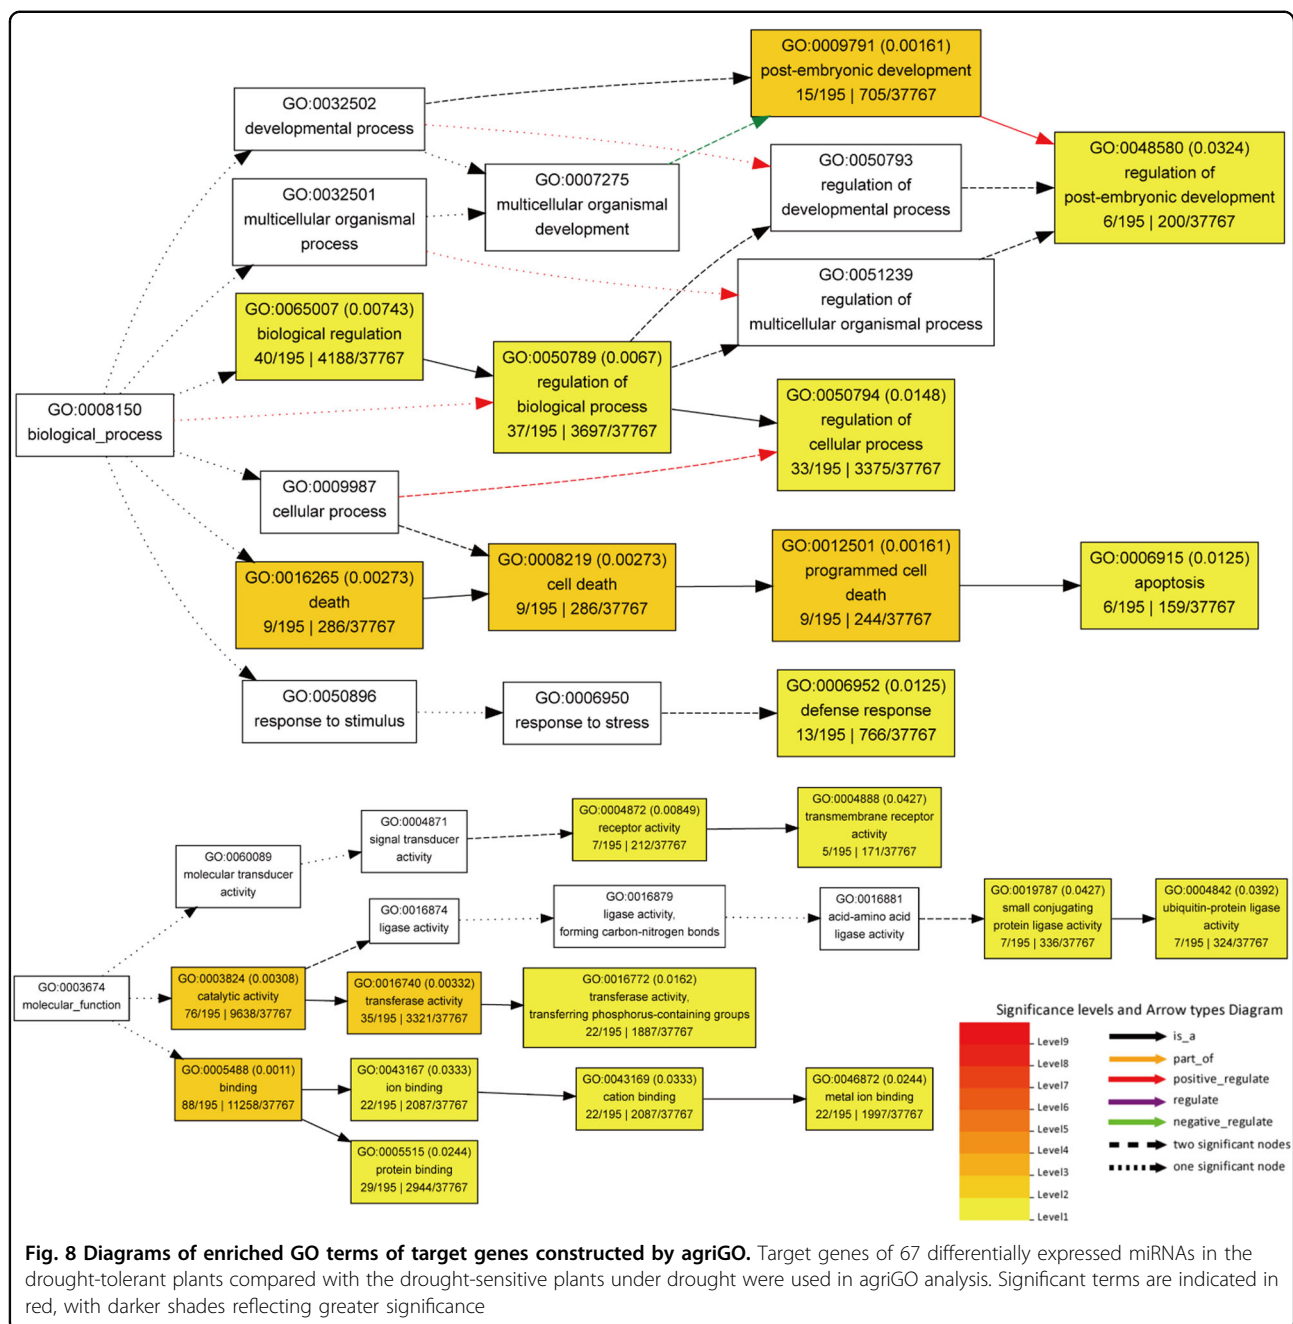 GO:0009791 (0.00161)
post-embryonic development
15/195 | 705/37767
GO:0032502
developmental process
GO:0048580 (0.0324)
regulation of
post-embryonic development
6/195 | 200/37767
GO:0050793
regulation of
developmental process
GO:0007275
multicellular organismal
development
GO:0032501
multicellular organismal
process
GO:0051239
regulation of
multicellular organismal process
GO:0065007 (0.00743)
biological regulation
40/195 | 4188/37767
GO:0050789 (0.0067)
regulation of
biological process
37/195 | 3697/37767
GO:0050794 (0.0148)
regulation of
cellular process
33/195 | 3375/37767
GO:0008150
biological_process
GO:0009987
cellular process
GO:0016265 (0.00273)
death
9/195 | 286/37767
GO:0008219 (0.00273)
cell death
9/195 | 286/37767
GO:0012501 (0.00161)
programmed cell
death
9/195 | 244/37767
GO:0006915 (0.0125)
apoptosis
6/195 | 159/37767
GO:0050896
response to stimulus
GO:0006950
response to stress
GO:0006952 (0.0125)
defense response
13/195 | 766/37767
GO:0004871
signal transducer
activity
GO:0004872 (0.00849)
receptor activity
7/195 | 212/37767
GO:0004888 (0.0427)
transmembrane receptor
activity
5/195 | 171/37767
GO:0060089
molecular transducer
activity
GO:0016874
ligase activity
GO:0016879
ligase activity,
forming carbon-nitrogen bonds
GO:0016881
acid-amino acid
ligase activity
GO:0019787 (0.0427)
small conjugating
protein ligase activity
7/195 | 336/37767
GO:0004842 (0.0392)
ubiquitin-protein ligase
activity
7/195 | 324/37767
GO:0003674
molecular_function
GO:0003824 (0.00308)
catalytic activity
76/195 | 9638/37767
GO:0016740 (0.00332)
transferase activity
35/195 | 3321/37767
GO:0016772 (0.0162)
transferase activity,
transferring phosphorus-containing groups
22/195 | 1887/37767
GO:0005488 (0.0011)
binding
88/195 | 11258/37767
GO:0043167 (0.0333)
ion binding
22/195 | 2087/37767
GO:0043169 (0.0333)
cation binding
22/195 | 2087/37767
GO:0046872 (0.0244)
metal ion binding
22/195 | 1997/37767
GO:0005515 (0.0244)
protein binding
29/195 | 2944/37767
Significance levels and Arrow types Diagram
Level9
Level8
Level7
Level6
Level5
Level4
Level3
Level2
Level1
is_a
part_of
positive_regulate
regulate
negative_regulate
two significant nodes
one significant node
Fig. 8 Diagrams of enriched GO terms of target genes constructed by agriGO. Target genes of 67 differentially expressed miRNAs in the
drought-tolerant plants compared with the drought-sensitive plants under drought were used in agriGO analysis. Significant terms are indicated in
red, with darker shades reflecting greater significance